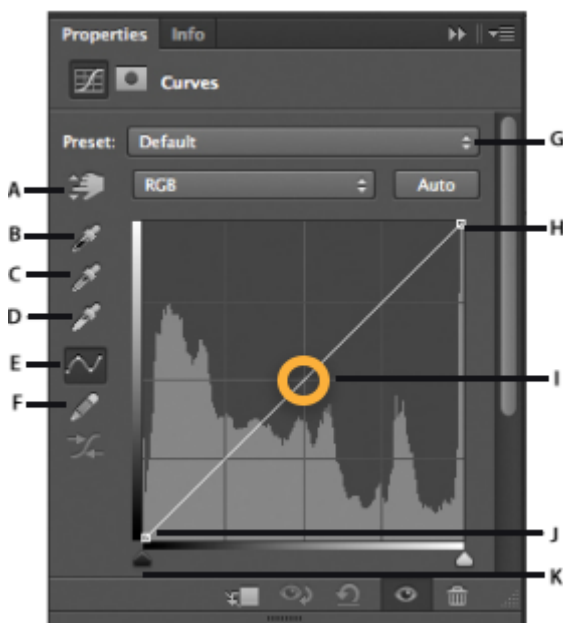 Properties Info
Curves
Preset: Default G
A RGB Auto
B H
C
D
E I
F
J
K